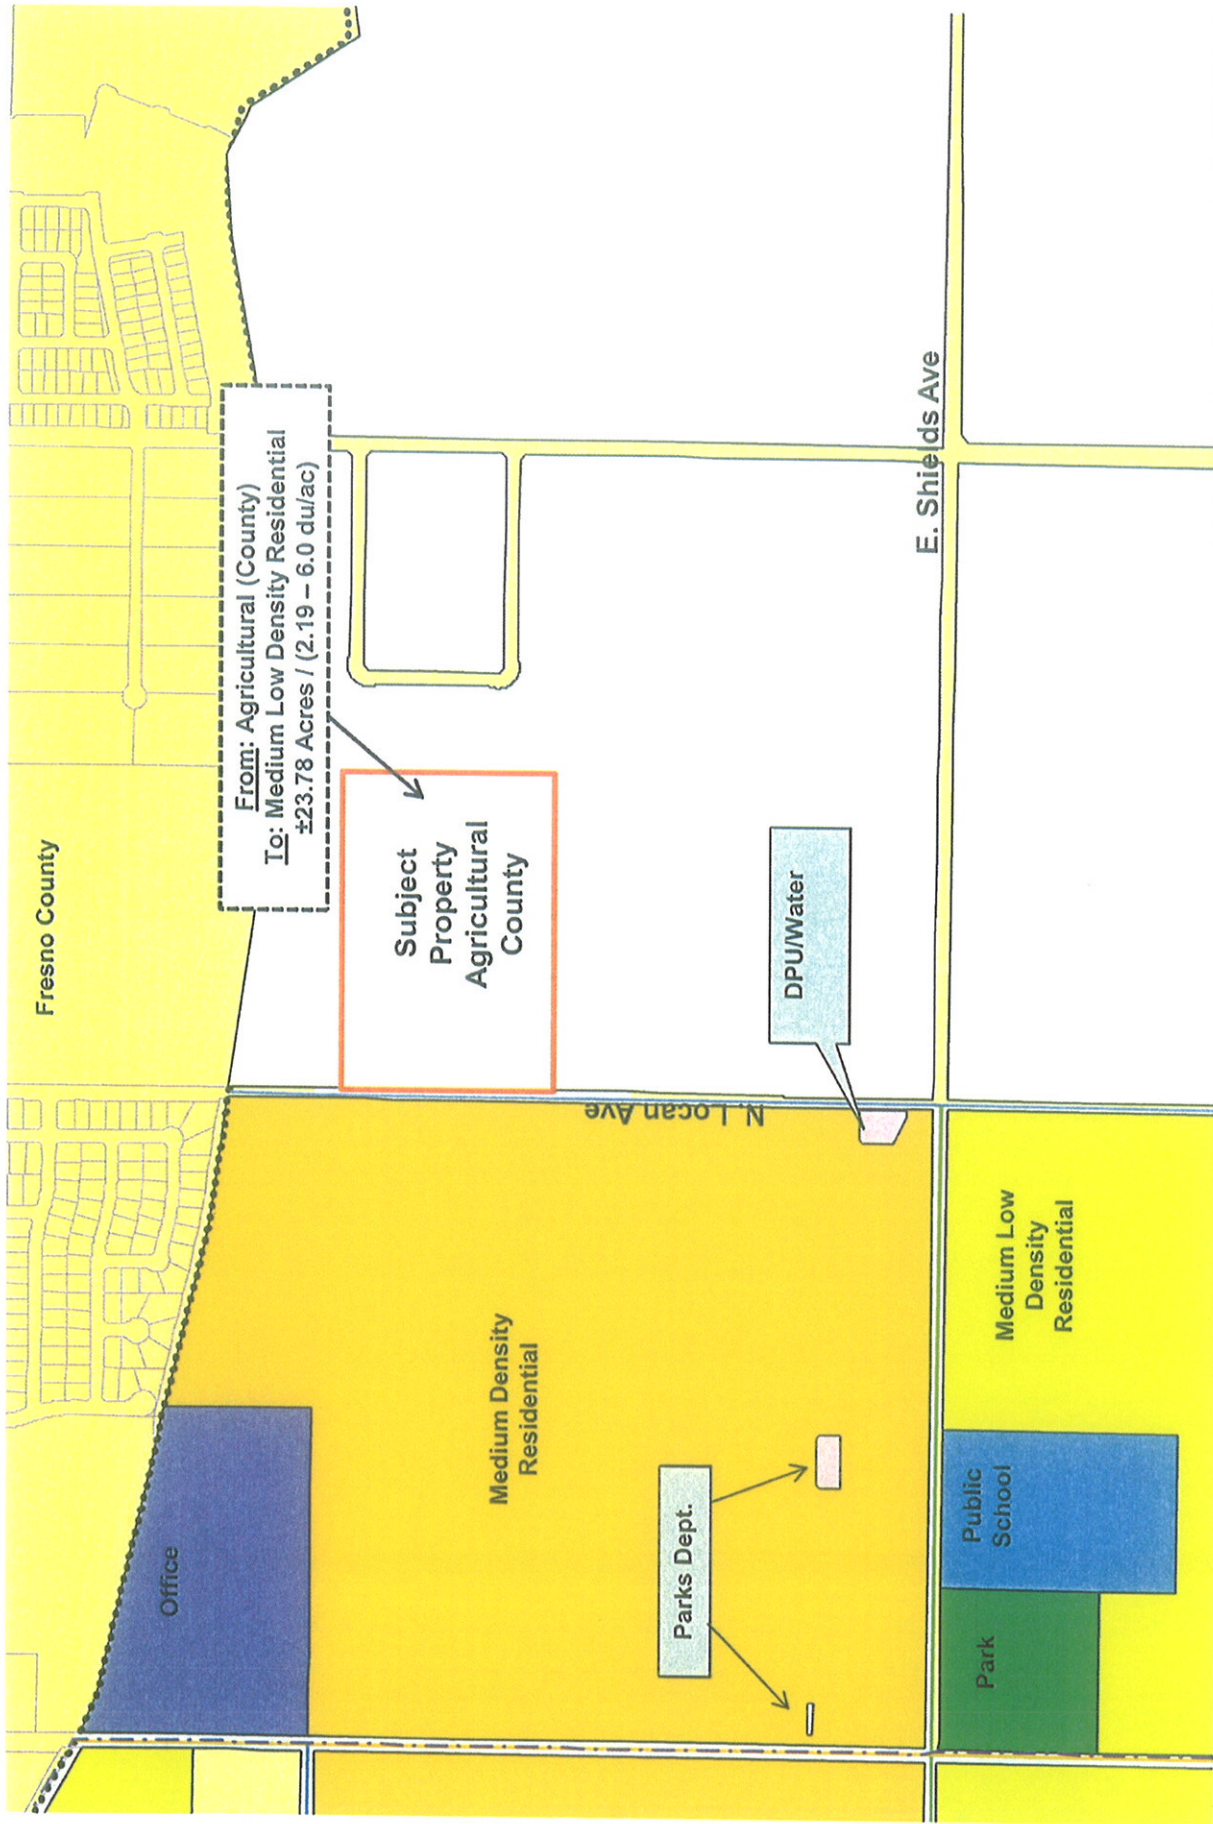 Fresno County
From: Agricultural (County)
To: Medium Low Density Residential
±23.78 Acres / (2.19 – 6.0 du/ac)
Office
Subject
Property
Agricultural
County
Medium Density
Residential
N. Locan Ave
Parks Dept.
DPU/Water
E. Shields Ave
Park
Public
School
Medium Low
Density
Residential